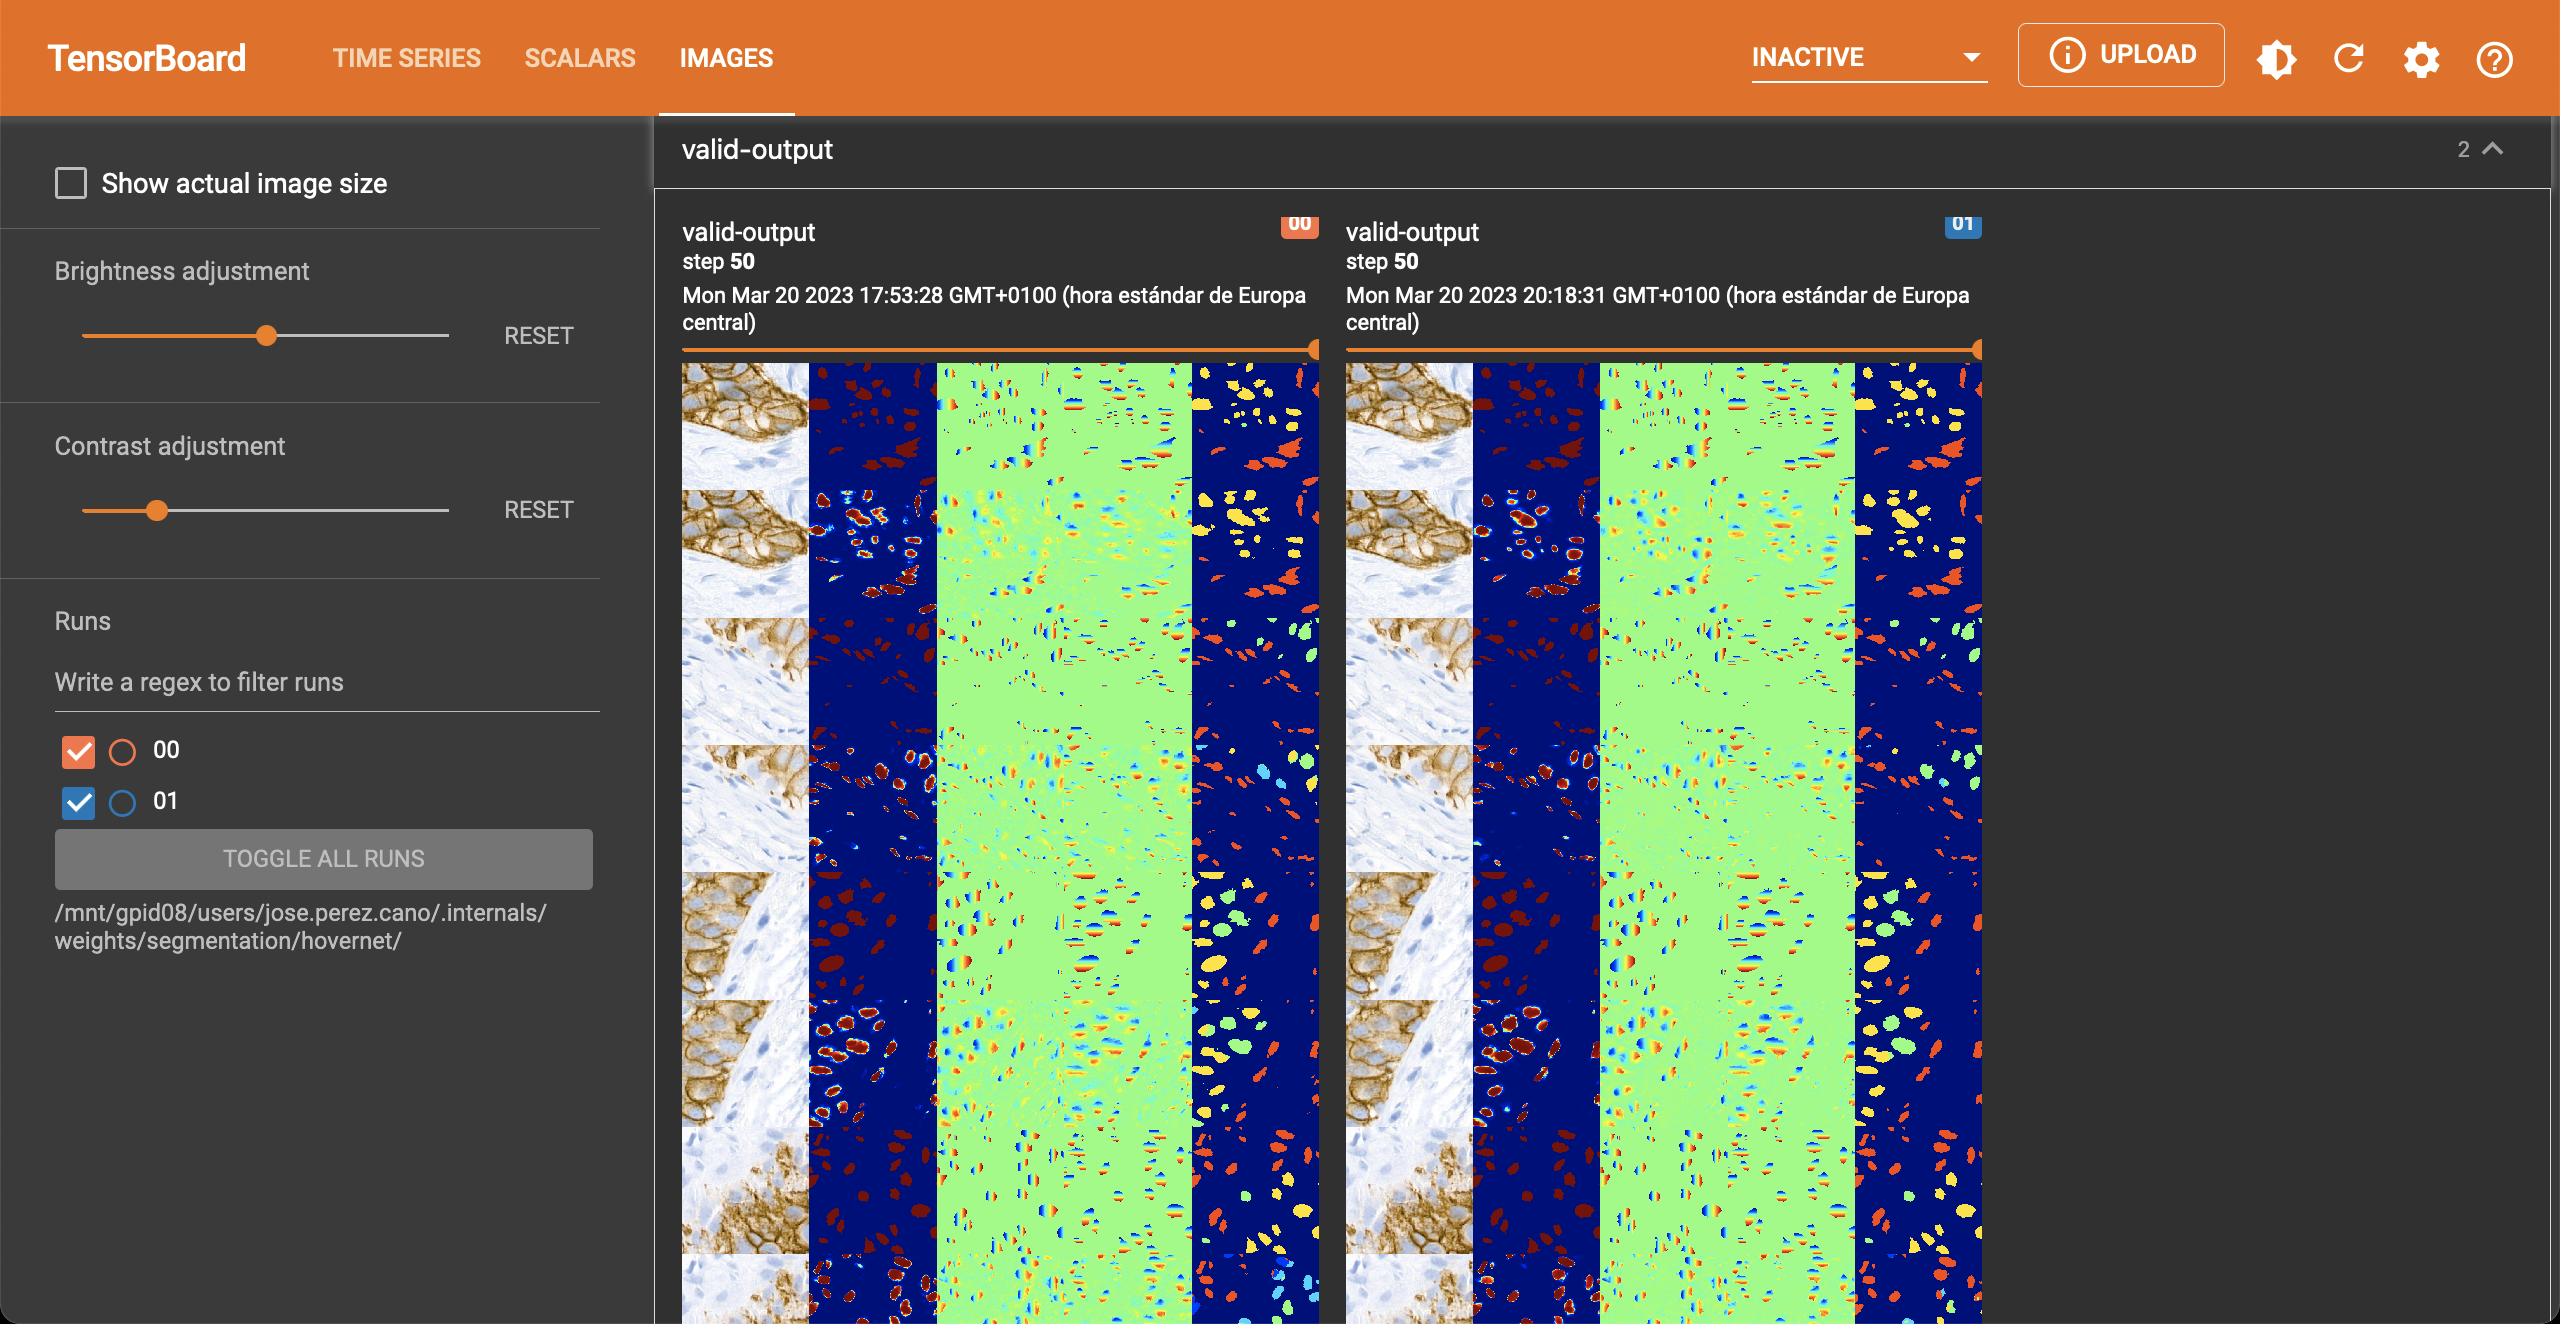 TensorBoard
TIME SERIES
SCALARS
IMAGES
INACTIVE
UPLOAD
Show actual image size
Brightness adjustment
RESET
Contrast adjustment
RESET
Runs
Write a regex to filter runs
00
01
TOGGLE ALL RUNS
/mnt/gpid08/users/jose.perez.cano/.internals/
weights/segmentation/hovernet/
valid-output
2
valid-output
00
step 50
Mon Mar 20 2023 17:53:28 GMT+0100 (hora estándar de Europa
central)
valid-output
01
step 50
Mon Mar 20 2023 20:18:31 GMT+0100 (hora estándar de Europa
central)